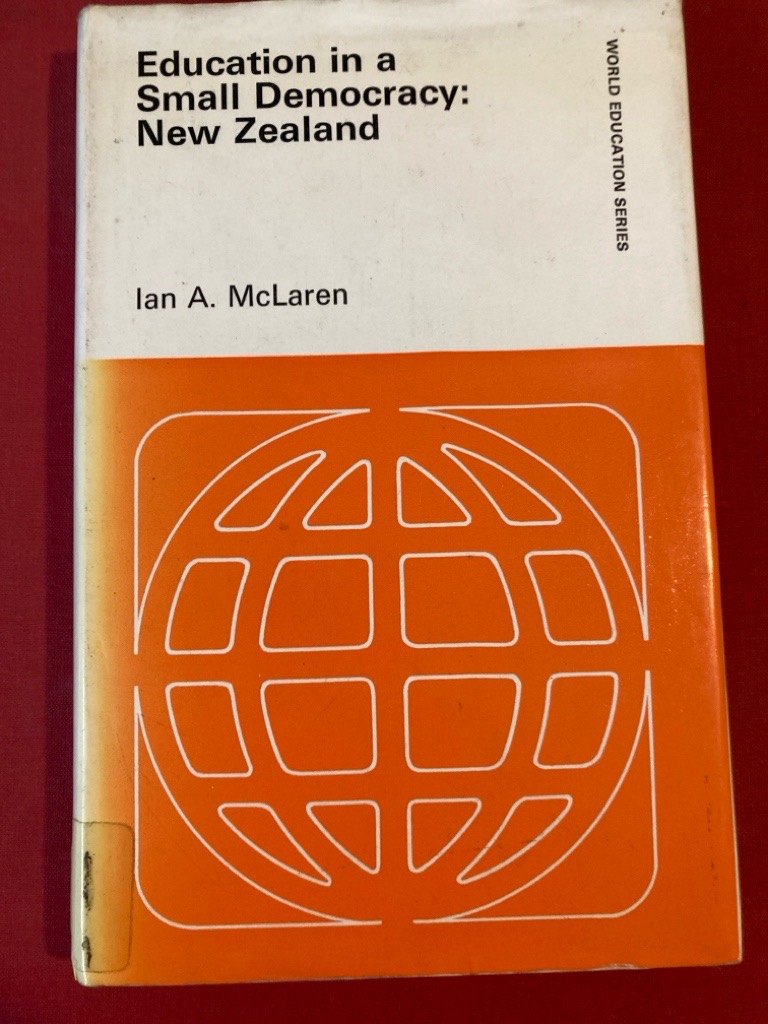 Education in a
Small Democracy:
New Zealand
WORLD EDUCATION SERIES
Ian A. McLaren